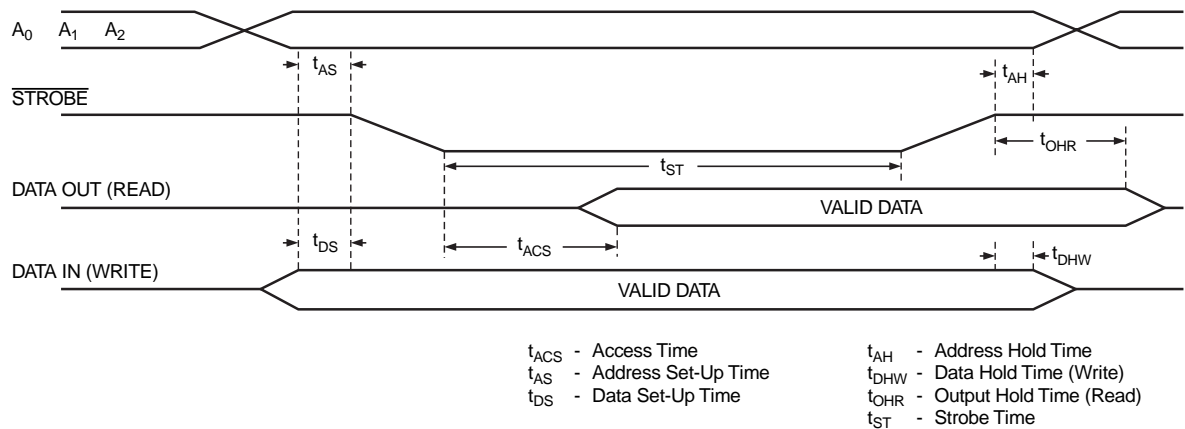 A0 A1 A2
tAS
tAH
STROBE
tOHR
tST
DATA OUT (READ)
VALID DATA
tDS
tACS
tDHW
DATA IN (WRITE)
VALID DATA
tACS - Access Time
tAS - Address Set-Up Time
tDS - Data Set-Up Time
tAH - Address Hold Time
tDHW - Data Hold Time (Write)
tOHR - Output Hold Time (Read)
tST - Strobe Time